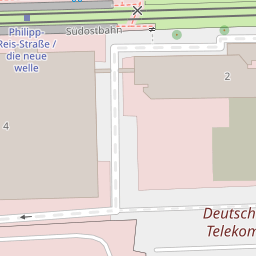 Philipp-
Reis-Straße /
die neue
welle
Südostbahn
2
4
Deutsch
Telekom